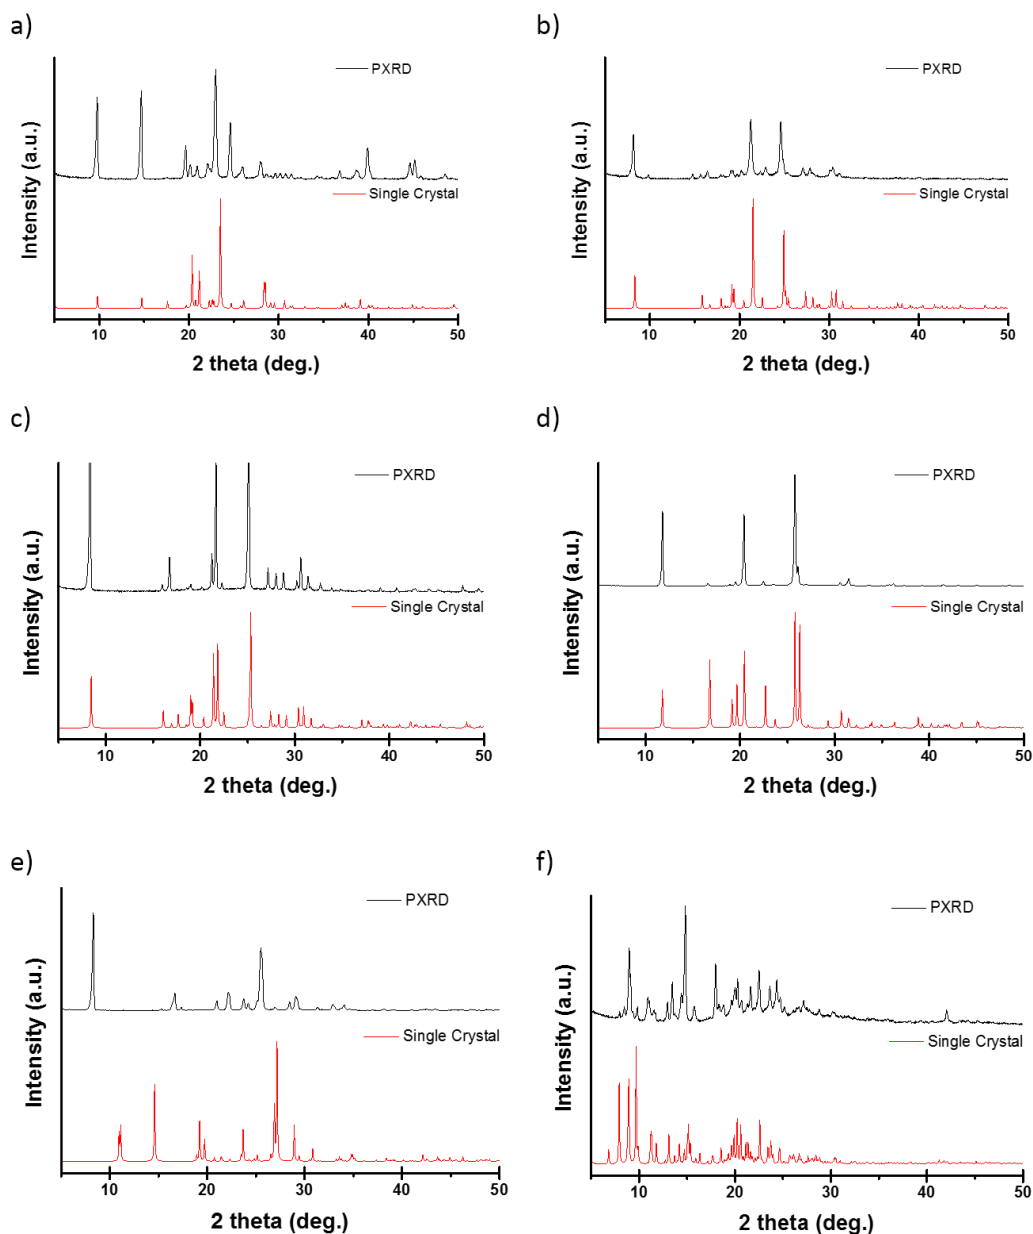 a)
PXRD
Single Crystal
Intensity (a.u.)
10 20 30 40 50
2 theta (deg.)
b)
PXRD
Single Crystal
Intensity (a.u.)
10 20 30 40 50
2 theta (deg.)
c)
PXRD
Single Crystal
Intensity (a.u.)
10 20 30 40 50
2 theta (deg.)
d)
PXRD
Single Crystal
Intensity (a.u.)
10 20 30 40 50
2 theta (deg.)
e)
PXRD
Single Crystal
Intensity (a.u.)
10 20 30 40 50
2 theta (deg.)
f)
PXRD
Single Crystal
Intensity (a.u.)
10 20 30 40 50
2 theta (deg.)